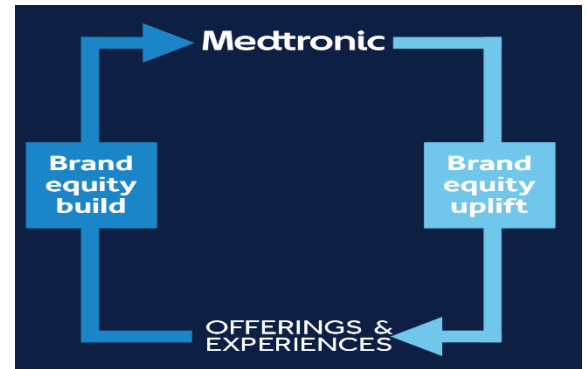 Medtronic
Brand
equity
build
Brand
equity
uplift
OFFERINGS &
EXPERIENCES